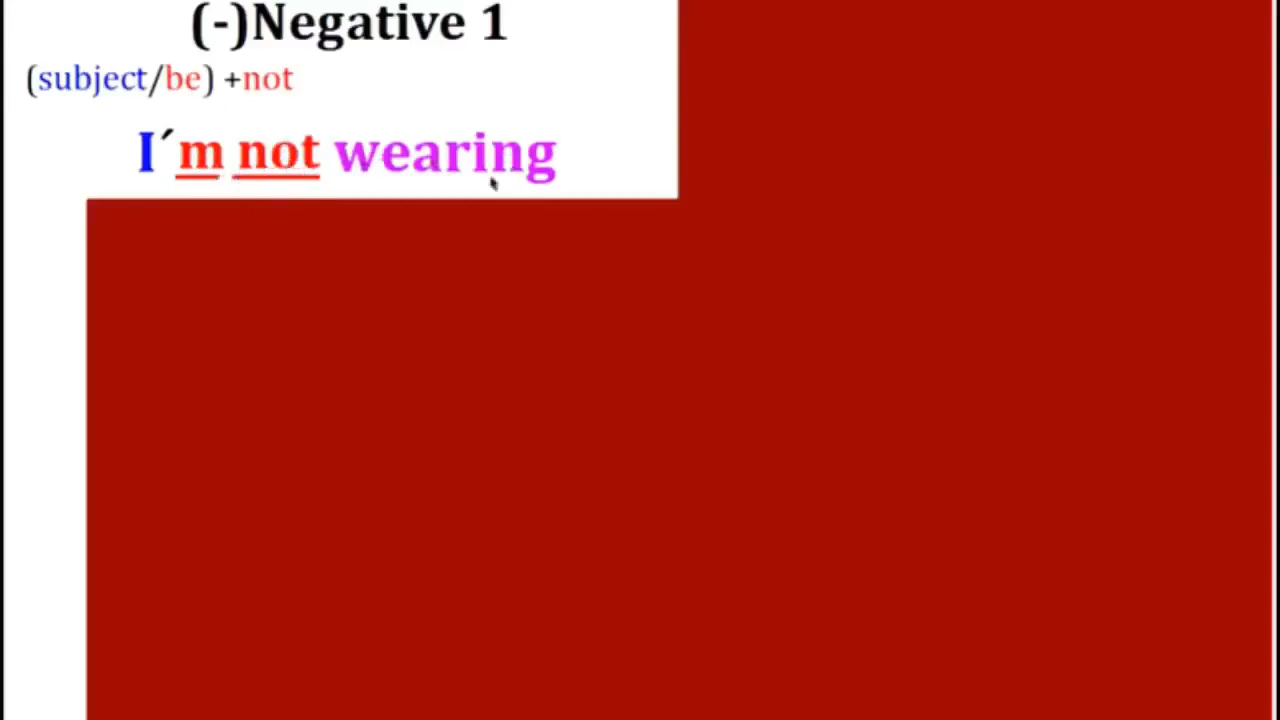 (-)Negative 1
(subject/be) +not
I´m not wearing